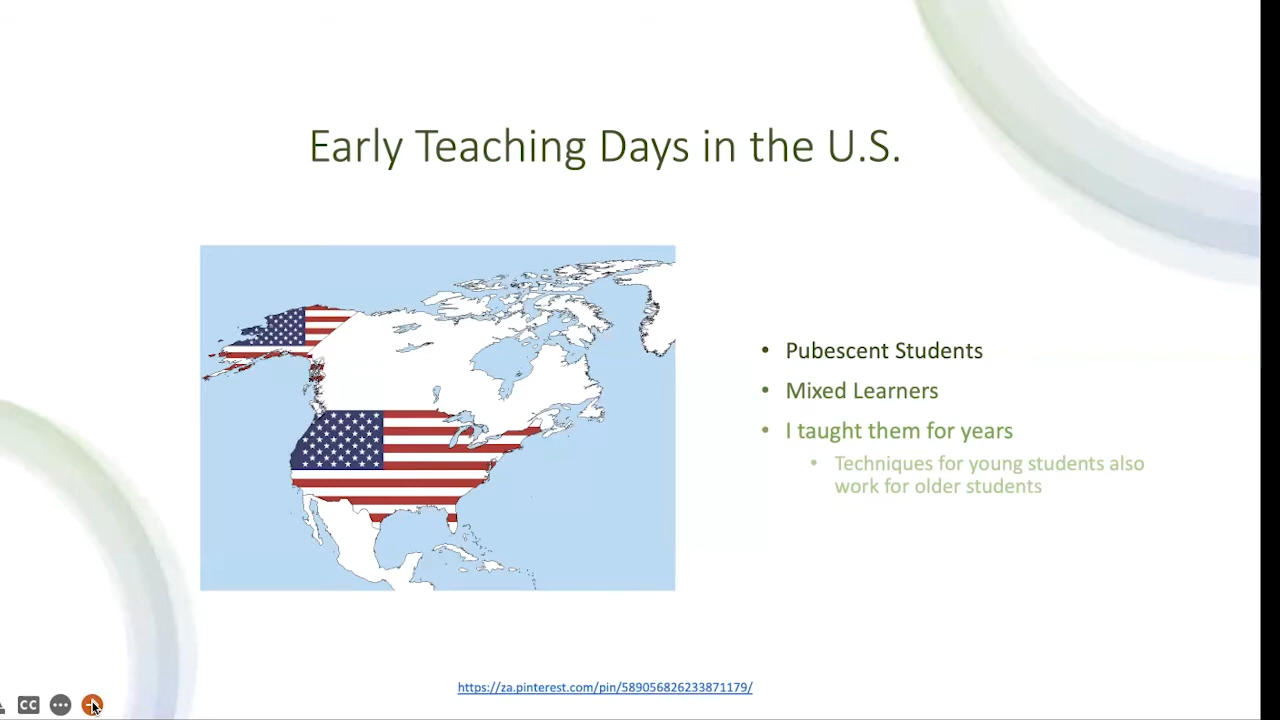 Early Teaching Days in the U.S.
• Pubescent Students
• Mixed Learners
• I taught them for years
• Techniques for young students also
work for older students
https://za.pinterest.com/pin/589056826233871179/
CC